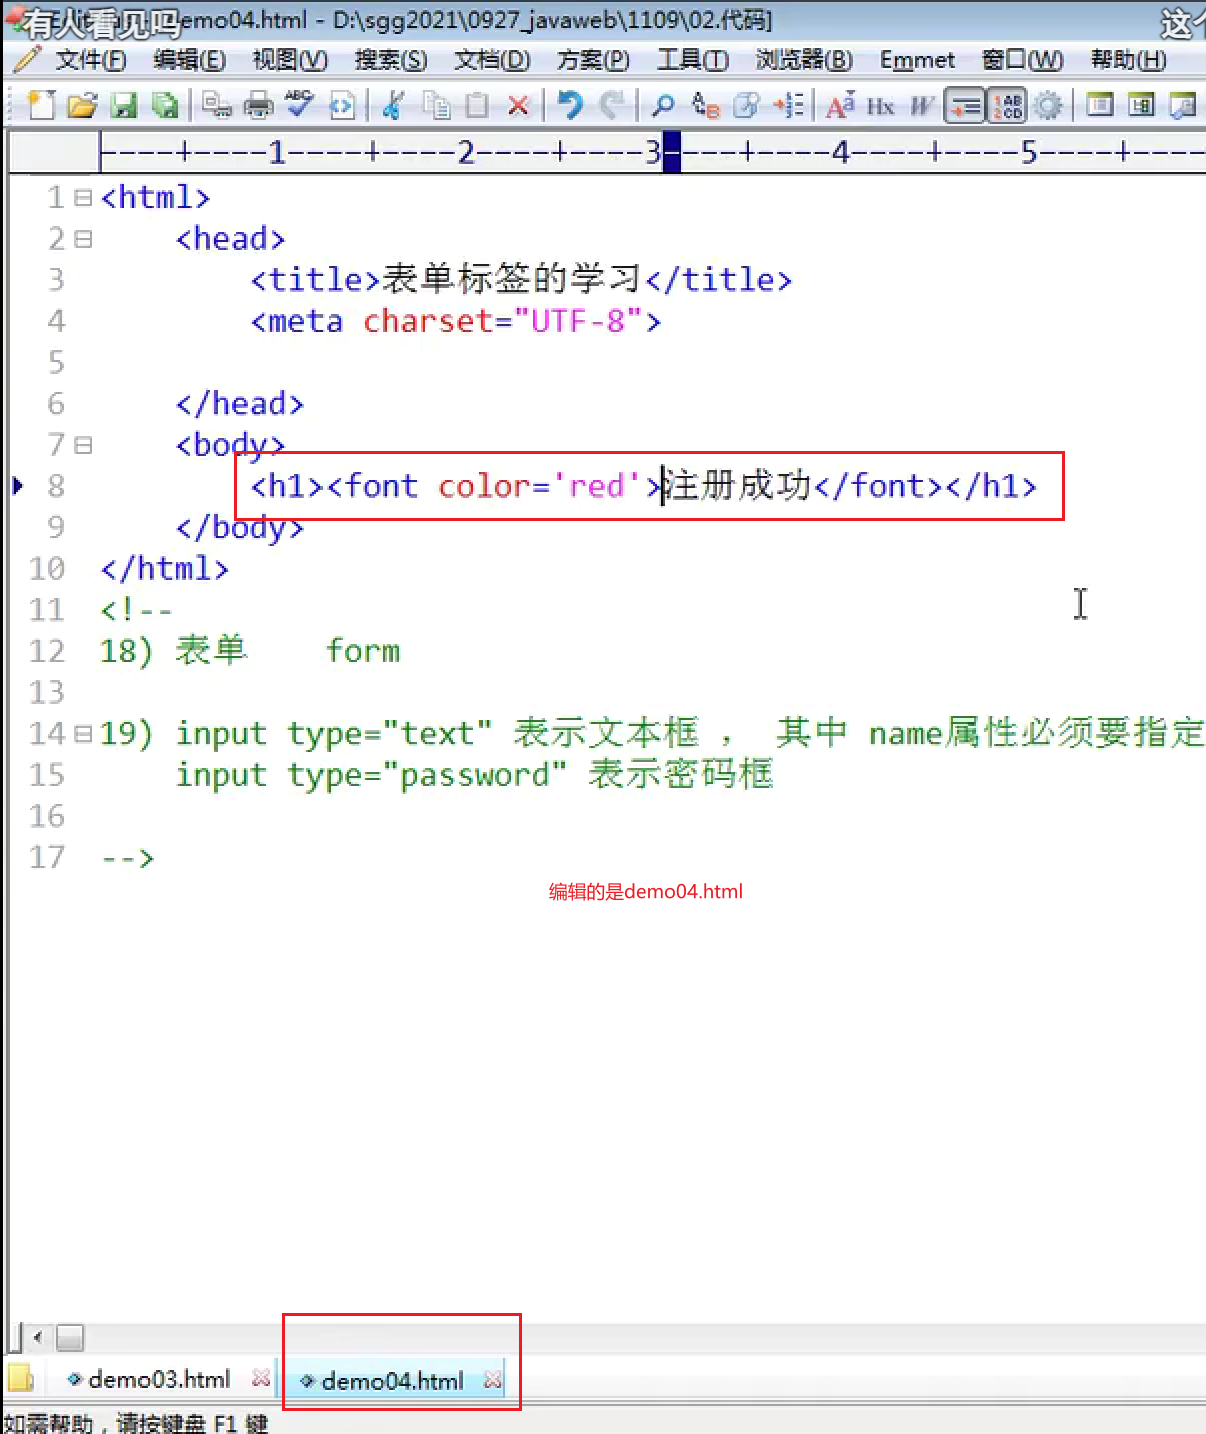 有人看见吗
demo04.html - D:\sgg2021\0927_javaweb\1109\02.代码]
这个
文件(F) 编辑(E) 视图(V) 搜索(S) 文档(D) 方案(P) 工具(T) 浏览器(B) Emmet 窗口(W) 帮助(H)
----+----1----+----2----+----3----+----4----+----5----+----
1 <html>
2 <head>
3 <title>表单标签的学习</title>
4 <meta charset="UTF-8">
5
6 </head>
7 <body>
8 <h1><font color='red'>注册成功</font></h1>
9 </body>
10 </html>
11 <!--
12 18) 表单 form
13
14 19) input type="text" 表示文本框 ， 其中 name属性必须要指定
15 input type="password" 表示密码框
16
17 -->
编辑的是demo04.html
demo03.html demo04.html
如需帮助，请按键盘 F1 键